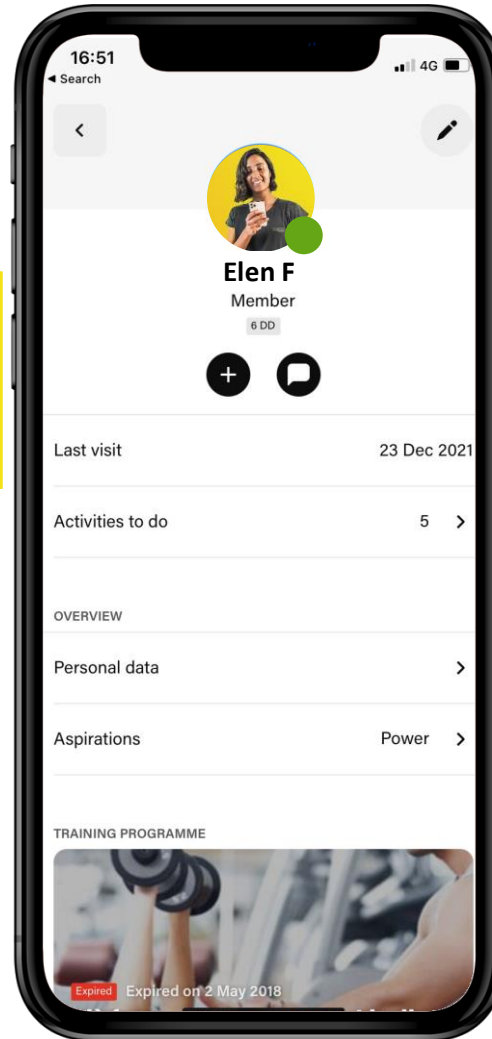 16:51
4G
◄ Search
Elen F
Member
6 DD
Last visit 23 Dec 2021
Activities to do 5
OVERVIEW
Personal data
Aspirations Power
TRAINING PROGRAMME
Expired Expired on 2 May 2018